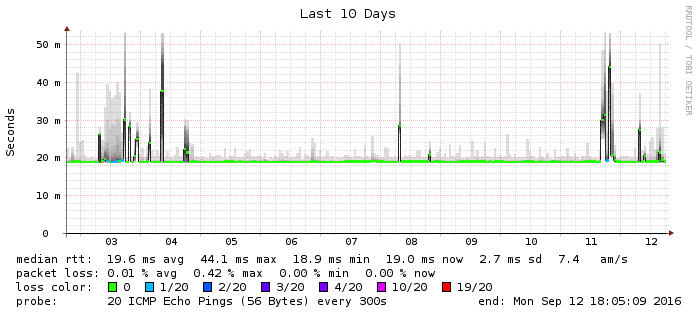 Last 10 Days
RRDTOOL / TOBI OETIKER
Seconds
50 m
40 m
30 m
20 m
10 m
0
03 04 05 06 07 08 09 10 11 12
median rtt: 19.6 ms avg 44.1 ms max 18.9 ms min 19.0 ms now 2.7 ms sd 7.4 am/s
packet loss: 0.01 % avg 0.42 % max 0.00 % min 0.00 % now
loss color: 0 1/20 2/20 3/20 4/20 10/20 19/20
probe: 20 ICMP Echo Pings (56 Bytes) every 300s end: Mon Sep 12 18:05:09 2016